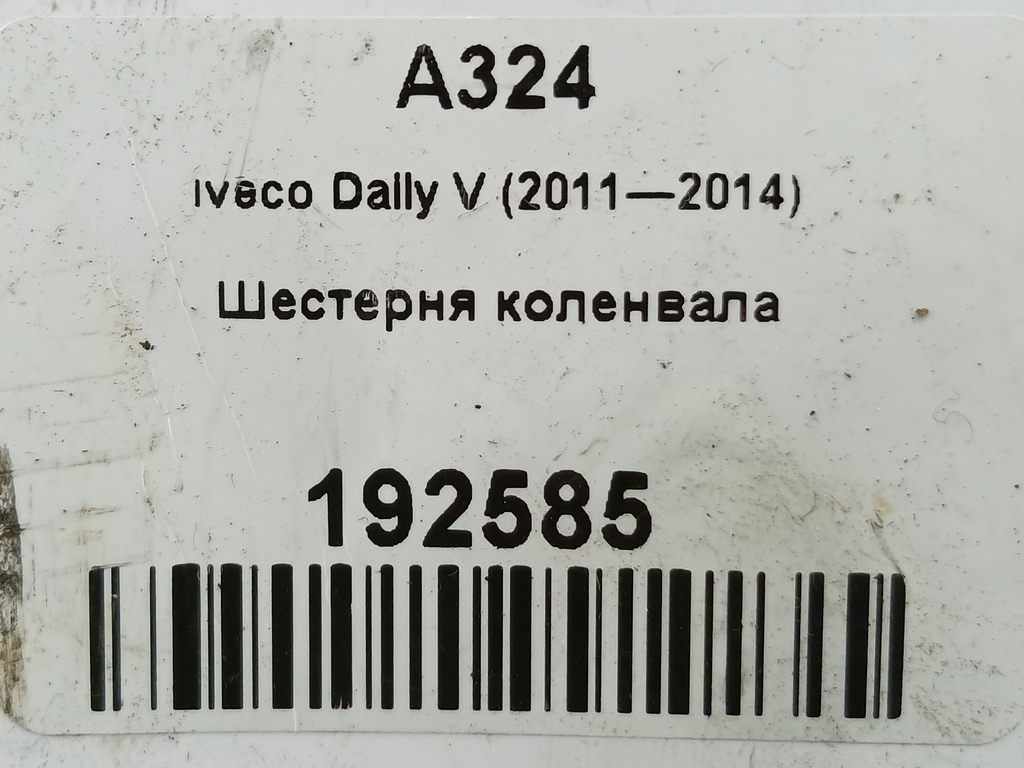 A324
Iveco Daily V (2011—2014)
Шестерня коленвала
192585